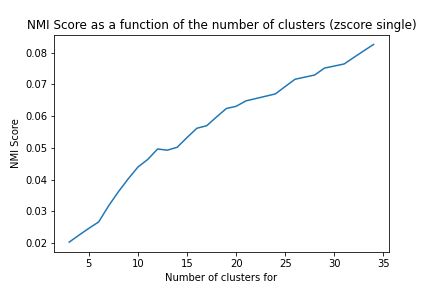 NMI Score as a function of the number of clusters (zscore single)
0.08
0.07
0.06
0.05
0.04
0.03
0.02
NMI Score
5 10 15 20 25 30 35
Number of clusters for